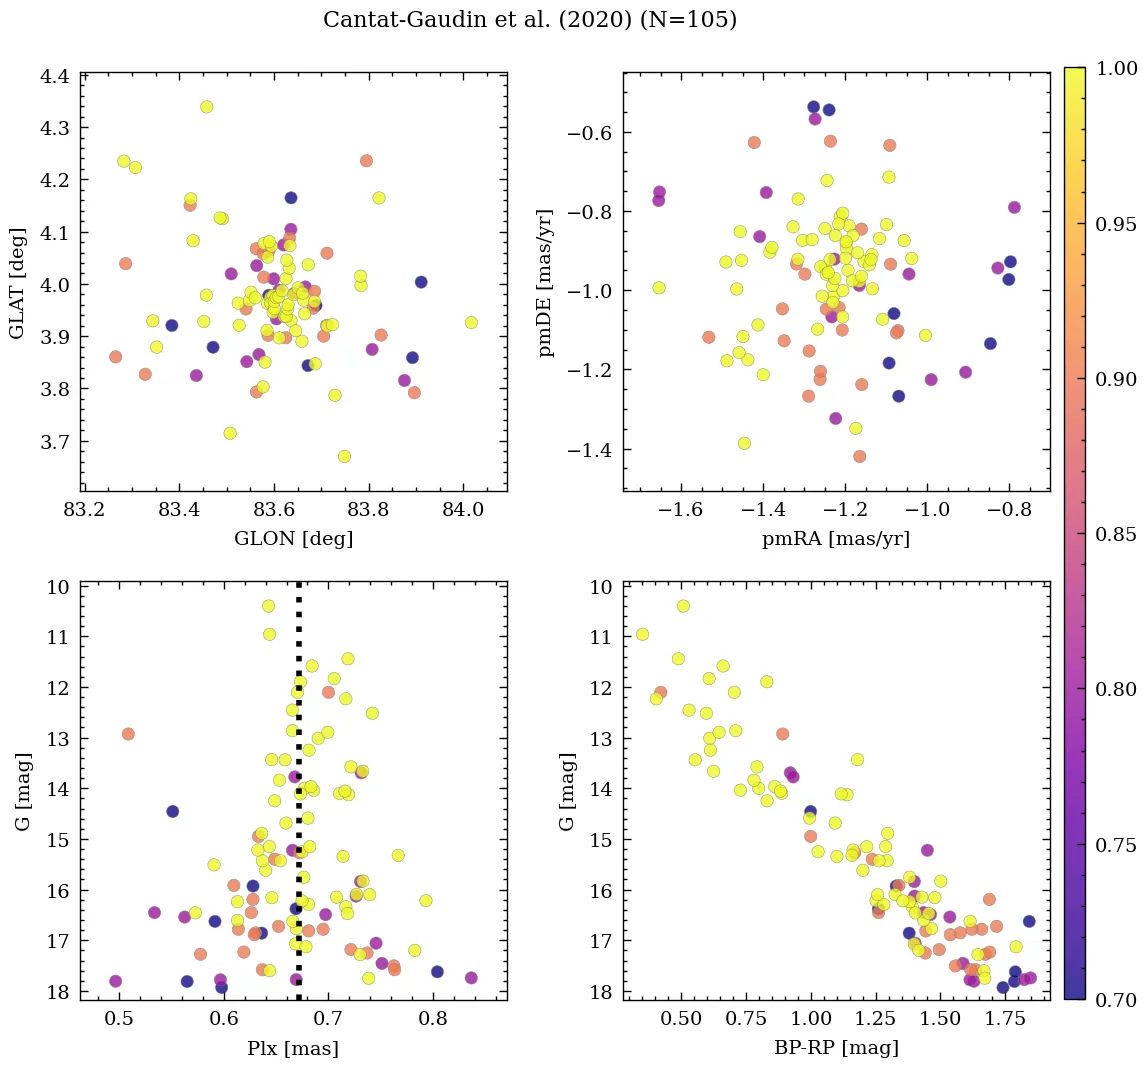 Cantat-Gaudin et al. (2020) (N=105)
4.4
4.3
4.2
4.1
4.0
3.9
3.8
3.7
GLAT [deg]
83.2 83.4 83.6 83.8 84.0
GLON [deg]
−0.6
−0.8
−1.0
−1.2
−1.4
pmDE [mas/yr]
−1.6 −1.4 −1.2 −1.0 −0.8
pmRA [mas/yr]
10
11
12
13
14
15
16
17
18
G [mag]
0.5 0.6 0.7 0.8
Plx [mas]
10
11
12
13
14
15
16
17
18
G [mag]
0.50 0.75 1.00 1.25 1.50 1.75
BP-RP [mag]
1.00
0.95
0.90
0.85
0.80
0.75
0.70